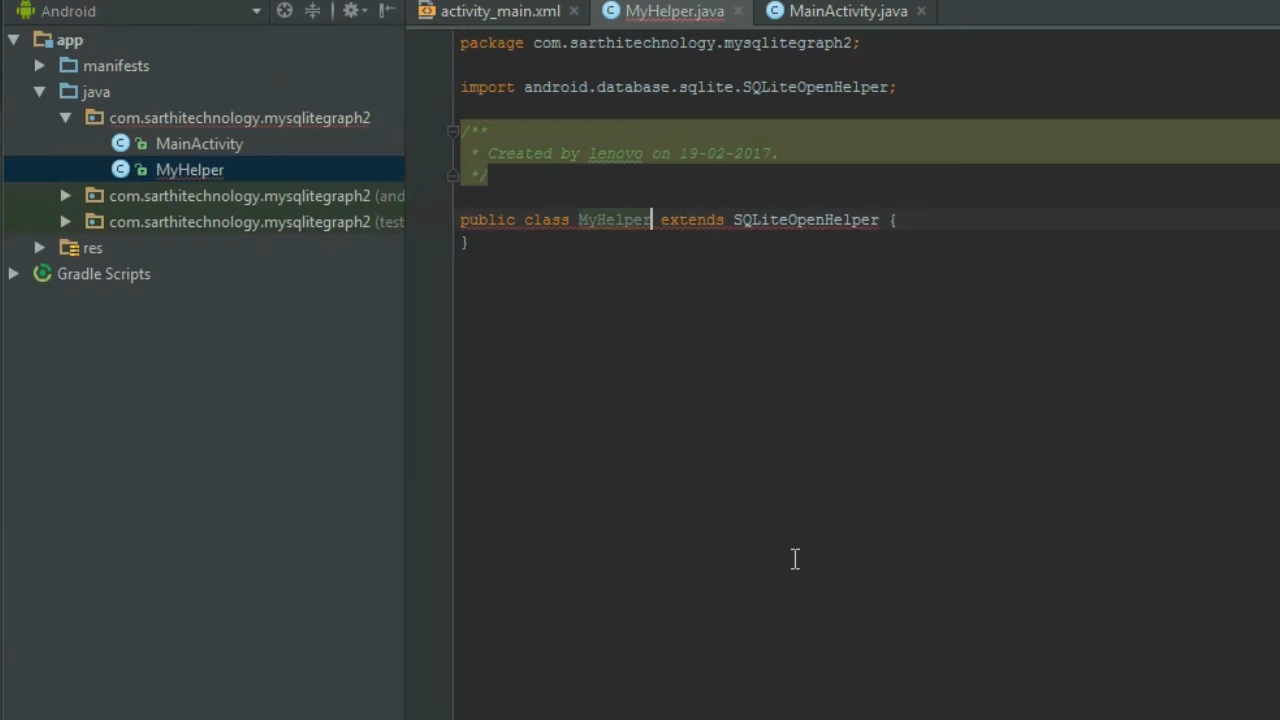 Android
activity_main.xml
MyHelper.java
MainActivity.java
app
manifests
java
com.sarthitechnology.mysqlitegraph2
MainActivity
MyHelper
com.sarthitechnology.mysqlitegraph2 (and
com.sarthitechnology.mysqlitegraph2 (test
res
Gradle Scripts
package com.sarthitechnology.mysqlitegraph2;
import android.database.sqlite.SQLiteOpenHelper;
/**
* Created by lenovo on 19-02-2017.
*/
public class MyHelper extends SQLiteOpenHelper {
}